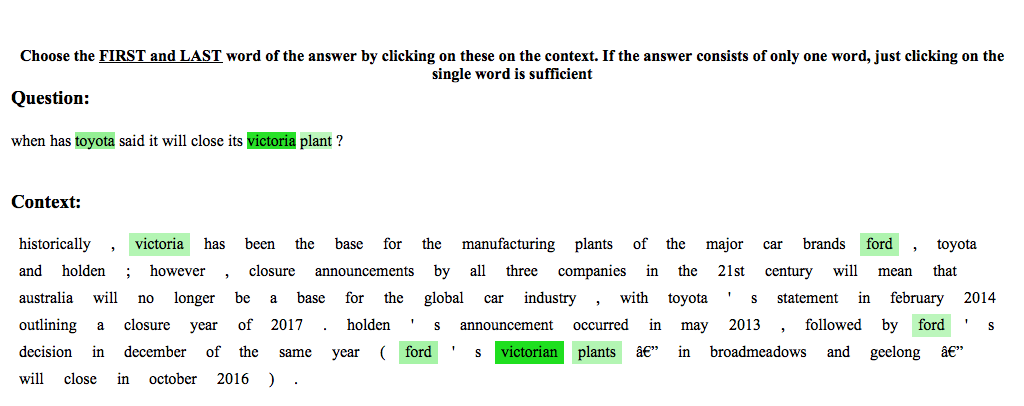 Choose the FIRST and LAST word of the answer by clicking on these on the context. If the answer consists of only one word, just clicking on the
single word is sufficient
Question:
when has toyota said it will close its victoria plant ?
Context:
historically , victoria has been the base for the manufacturing plants of the major car brands ford , toyota
and holden ; however , closure announcements by all three companies in the 21st century will mean that
australia will no longer be a base for the global car industry , with toyota ' s statement in february 2014
outlining a closure year of 2017 . holden ' s announcement occurred in may 2013 , followed by ford ' s
decision in december of the same year ( ford ' s victorian plants â€” in broadmeadows and geelong â€”
will close in october 2016 ) .